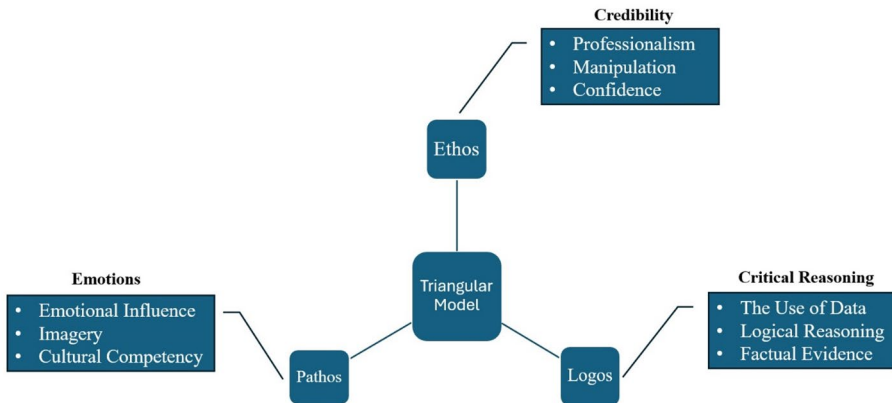 Credibility
• Professionalism
• Manipulation
• Confidence
Ethos
Triangular
Model
Emotions
• Emotional Influence
• Imagery
• Cultural Competency
Pathos
Critical Reasoning
• The Use of Data
• Logical Reasoning
• Factual Evidence
Logos